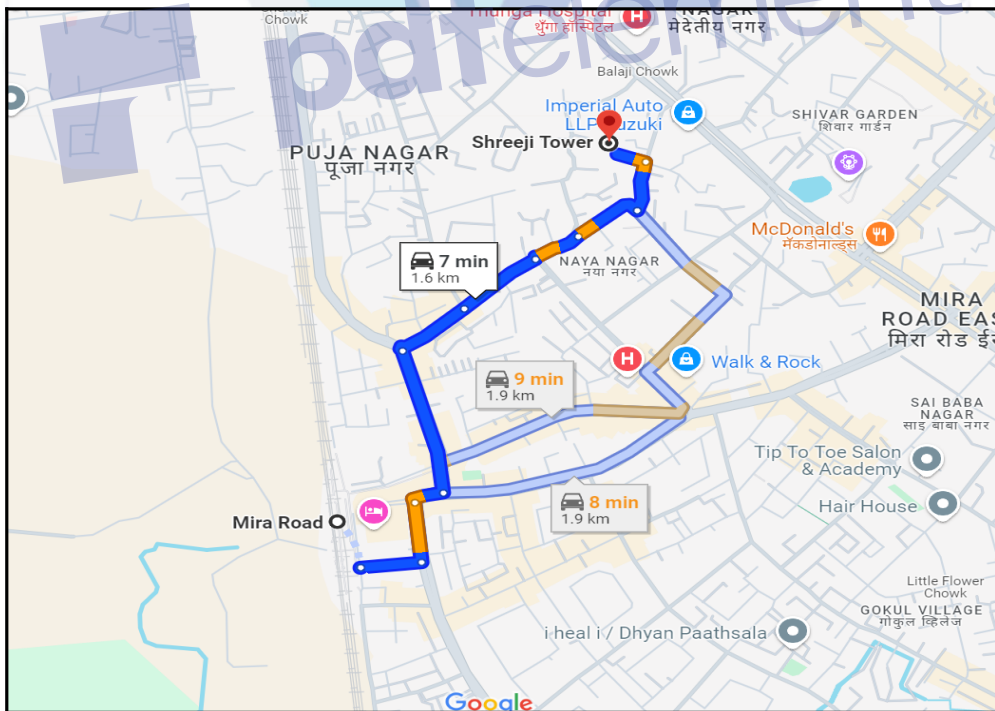 Chowk
Thunga Hospital
थुँगा हॉस्पिटल
NAGAR
मेदेतीय नगर
pdfelement
Balaji Chowk
Imperial Auto
LLP
Shreeji Tower
SHIVAR GARDEN
शिवार गार्डन
PUJA NAGAR
पूजा नगर
McDonald's
मॅकडोनाल्ड्स
7 min
1.6 km
NAYA NAGAR
नया नगर
MIRA
ROAD
मिरा रोड
H
Walk & Rock
9 min
1.9 km
SAI BABA
NAGAR
साइ बाबा नगर
Tip To Toe Salon
& Academy
8 min
1.9 km
Hair House
Mira Road
Little Flower
Chowk
GOKUL VILLAGE
गोकुल व्हिलेज
i heal i / Dhyan Paathsala
Google
H